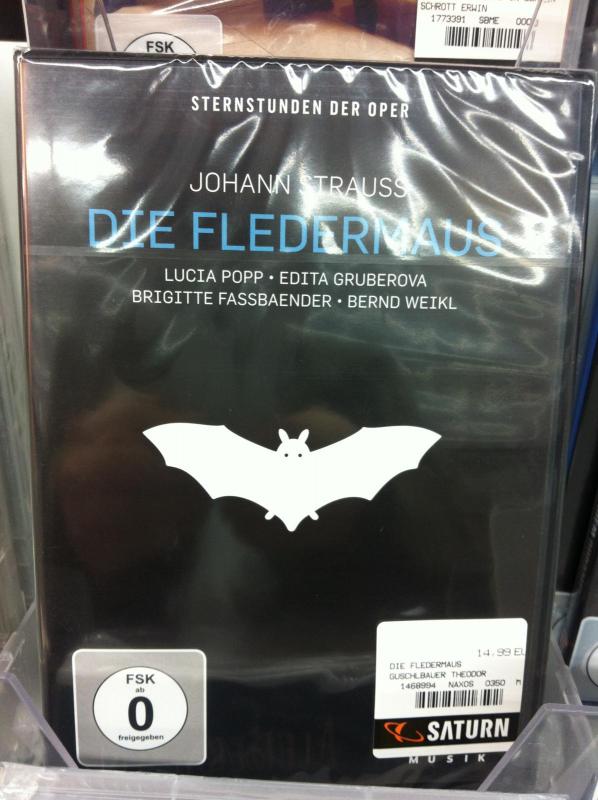 SCHROTT ERWIN
1773391 SBME
FSK
STERNSTUNDEN DER OPER
JOHANN STRAUSS
DIE FLEDERMAUS
LUCIA POPP • EDITA GRUBEROVA
BRIGITTE FASSBAENDER • BERND WEIKL
FSK
ab
0
freigegeben
14.99 EU
DIE FLEDERMAUS
GUSCHLBAUER THEODOR
1468994 NAXOS 0350 M
SATURN
MUSIK